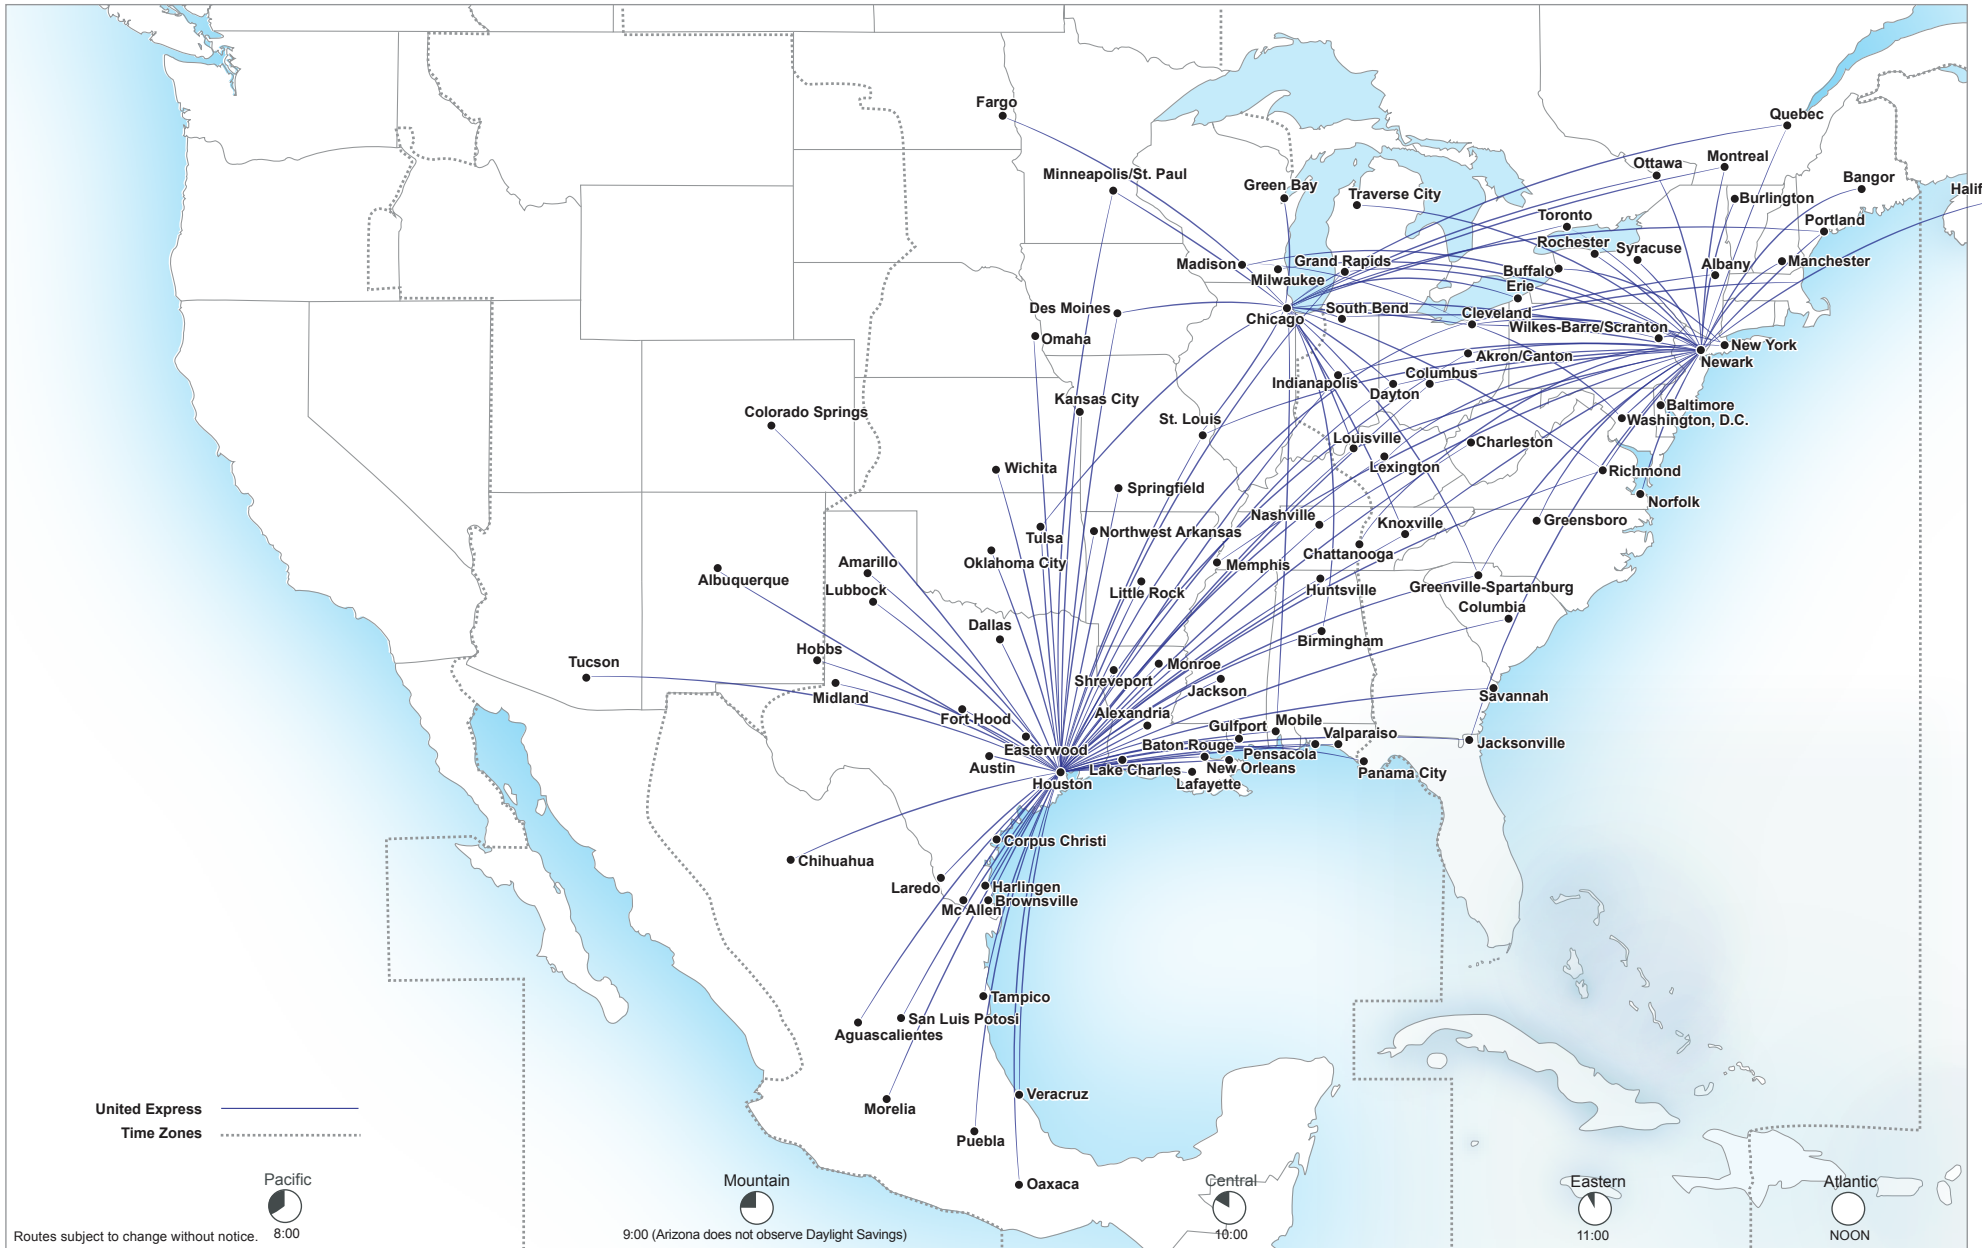 Fargo
Quebec
Minneapolis/St. Paul
Ottawa
Montreal
Green Bay
Traverse City
Bangor
Halif
Burlington
Toronto
Portland
Rochester
Syracuse
Madison
Grand Rapids
Milwaukee
Buffalo
Albany
Manchester
Erie
Des Moines
Chicago
South Bend
Cleveland
Wilkes-Barre/Scranton
Omaha
New York
Newark
Akron/Canton
Indianapolis
Columbus
Dayton
Colorado Springs
Kansas City
St. Louis
Baltimore
Washington, D.C.
Louisville
Charleston
Wichita
Lexington
Richmond
Springfield
Norfolk
Nashville
Knoxville
Greensboro
Tulsa
Northwest Arkansas
Chattanooga
Oklahoma City
Amarillo
Memphis
Albuquerque
Lubbock
Little Rock
Huntsville
Greenville-Spartanburg
Columbia
Dallas
Birmingham
Hobbs
Tucson
Monroe
Shreveport
Jackson
Midland
Savannah
Fort Hood
Alexandria
Gulfport
Mobile
Valparaiso
Easterwood
Baton Rouge
Pensacola
Jacksonville
Austin
Lake Charles
New Orleans
Panama City
Houston
Lafayette
Corpus Christi
Chihuahua
Laredo
Harlingen
Mc Allen
Brownsville
Tampico
San Luis Potosi
Aguascalientes
Veracruz
Morelia
Puebla
Oaxaca
United Express
Time Zones
Pacific
Mountain
Central
Eastern
Atlantic
Routes subject to change without notice.
8:00
9:00 (Arizona does not observe Daylight Savings)
10:00
11:00
NOON